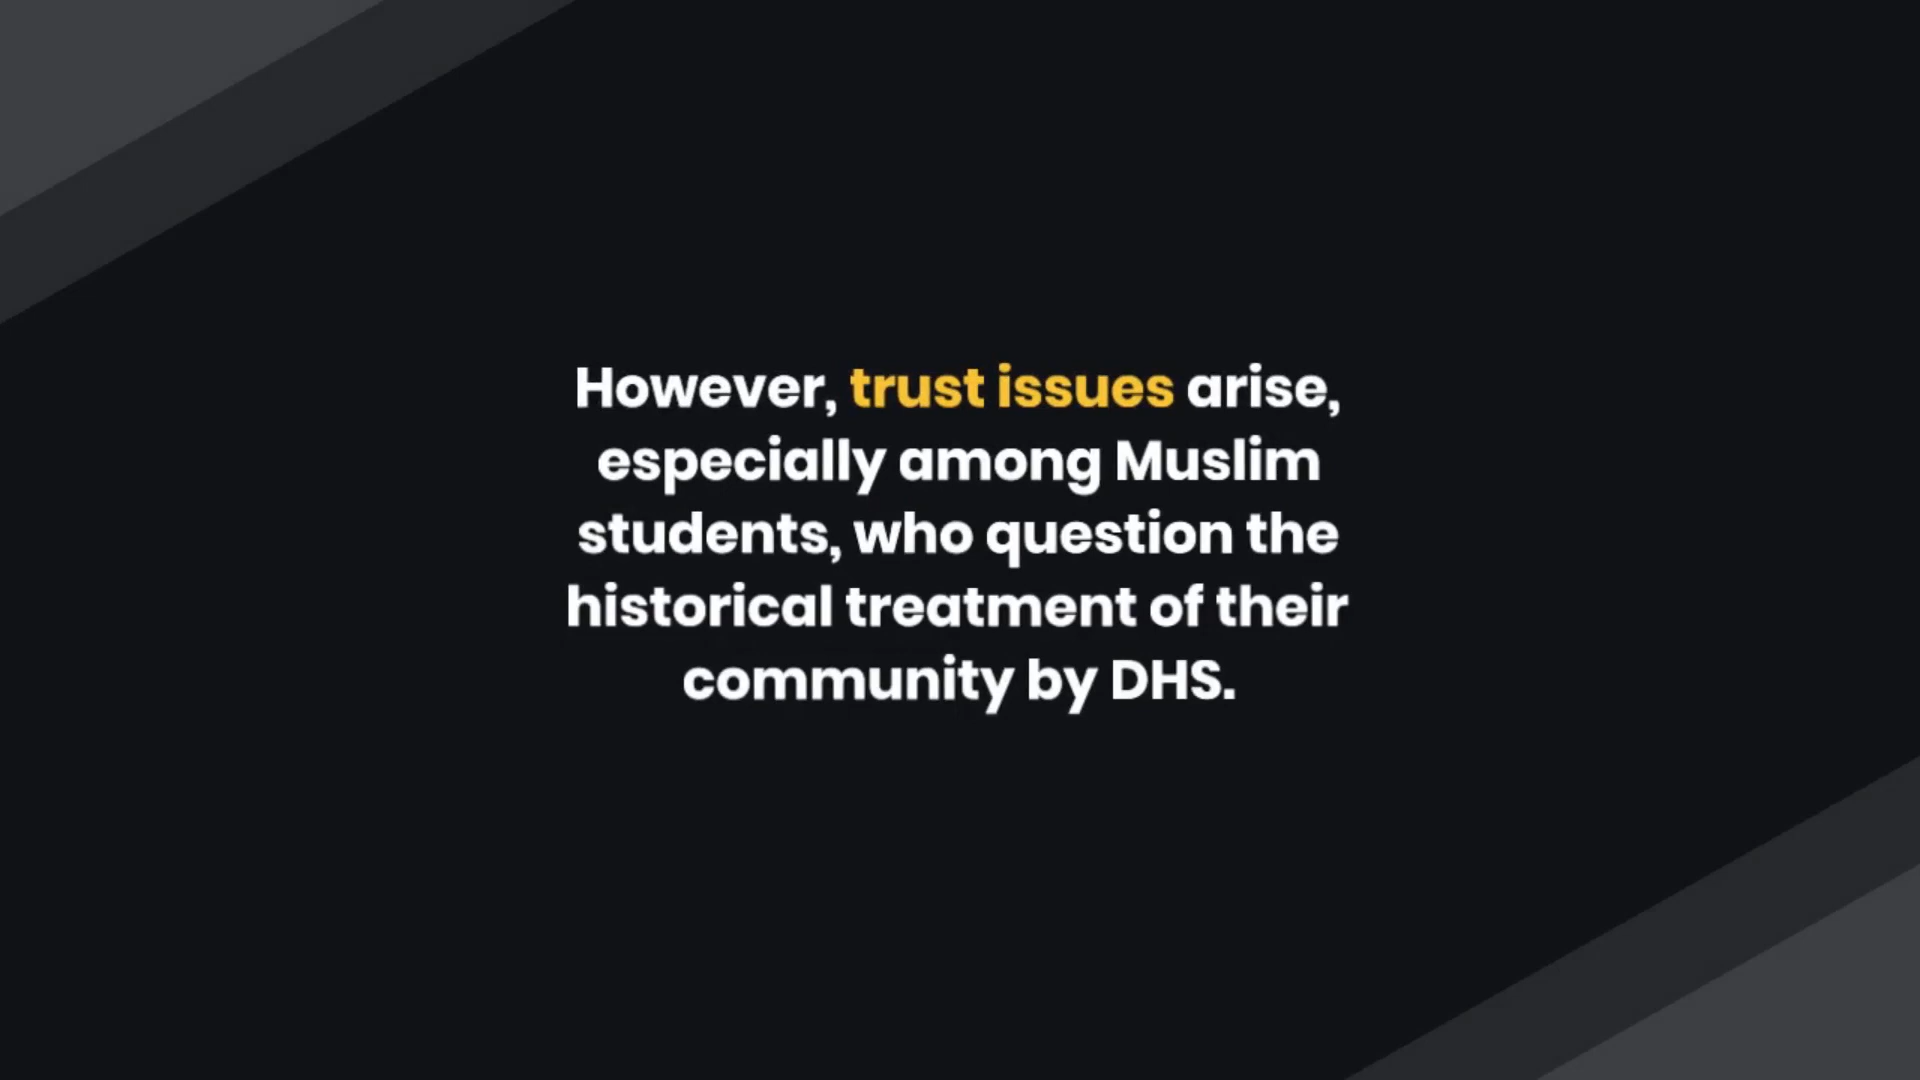 However, trust issues arise,
especially among Muslim
students, who question the
historical treatment of their
community by DHS.